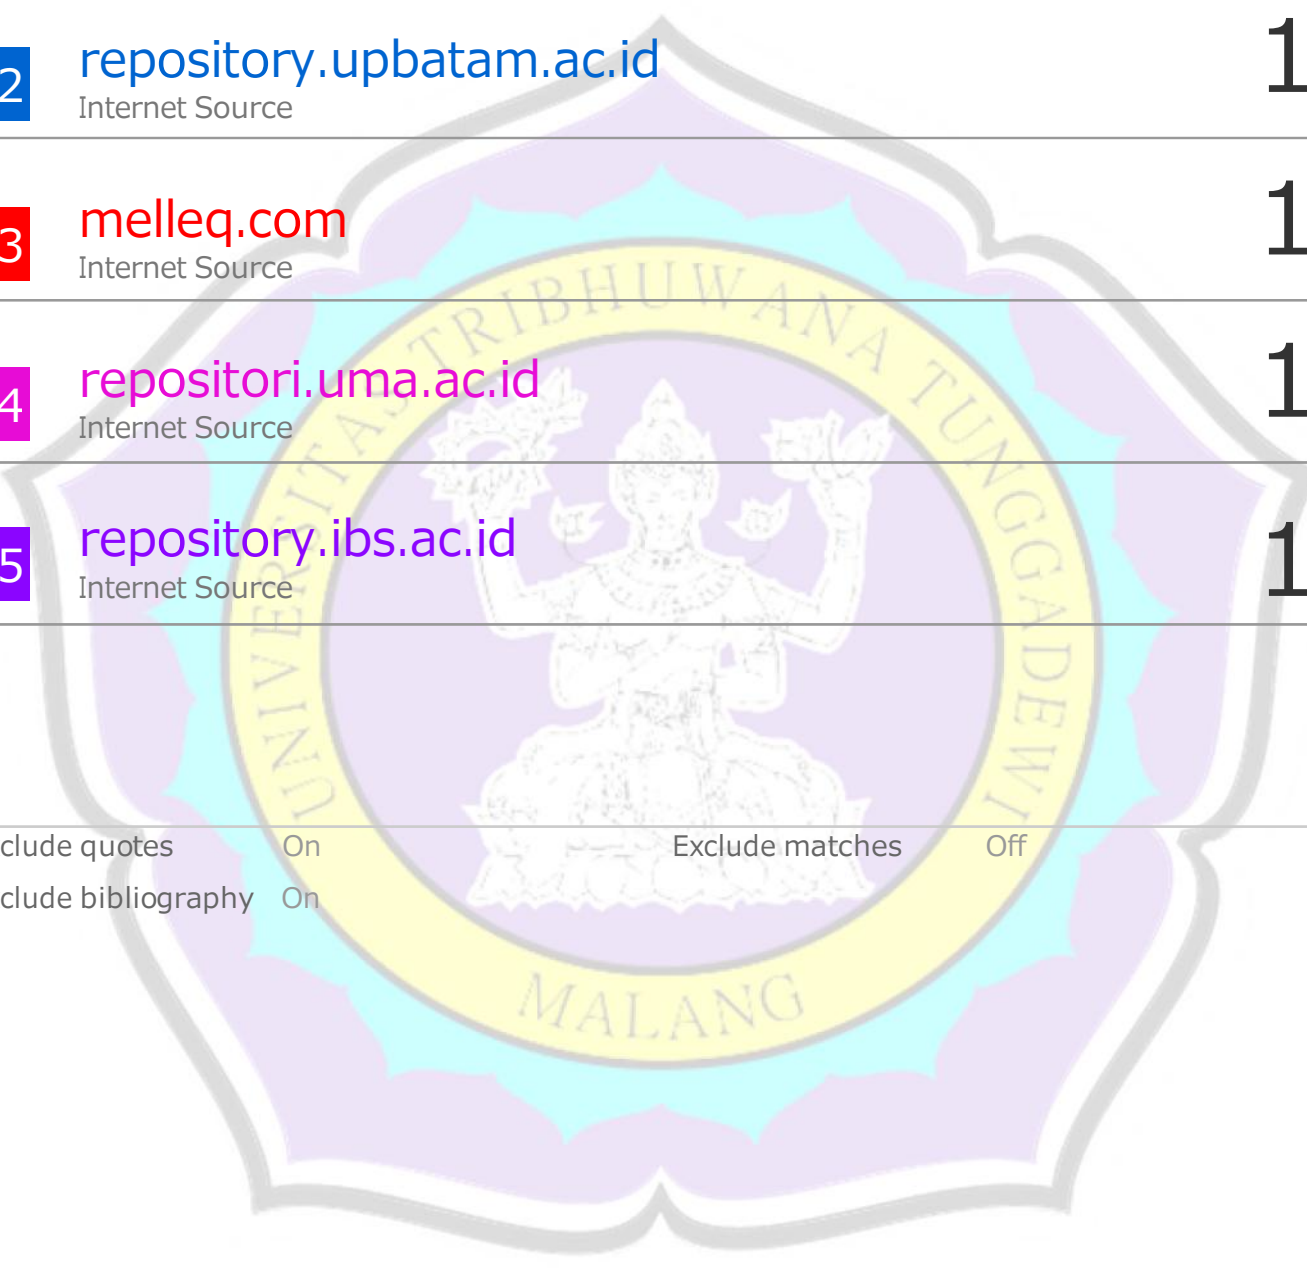 2 repository.upbatam.ac.id 1
Internet Source
3 melleq.com 1
Internet Source
4 repositori.uma.ac.id 1
Internet Source
5 repository.ibs.ac.id 1
Internet Source
clude quotes On Exclude matches Off
clude bibliography On
UNIVERSITAS TRIBHUWANA TUNGGADEWI
MALANG